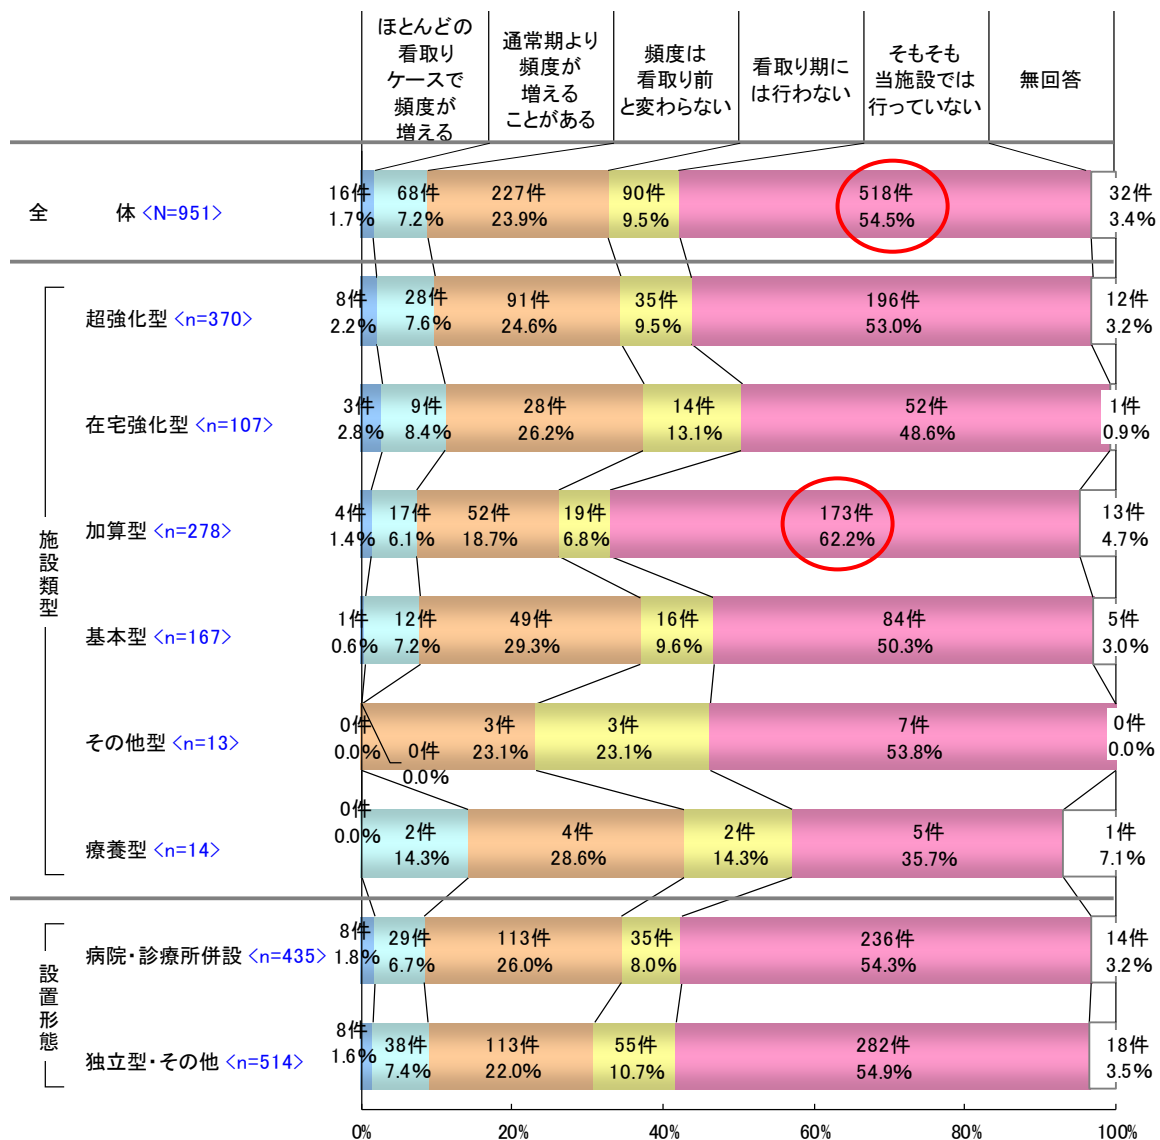 ほとんどの
看取り
ケースで
頻度が
増える
通常期より
頻度が
増える
ことがある
頻度は
看取り前
と変わらない
看取り期に
は行わない
そもそも
当施設では
行っていない
無回答
全 体 <N=951>
16件 68件 227件 90件 518件 32件
1.7% 7.2% 23.9% 9.5% 54.5% 3.4%
施設類型
超強化型 <n=370>
8件 28件 91件 35件 196件 12件
2.2% 7.6% 24.6% 9.5% 53.0% 3.2%
在宅強化型 <n=107>
3件 9件 28件 14件 52件 1件
2.8% 8.4% 26.2% 13.1% 48.6% 0.9%
加算型 <n=278>
4件 17件 52件 19件 173件 13件
1.4% 6.1% 18.7% 6.8% 62.2% 4.7%
基本型 <n=167>
1件 12件 49件 16件 84件 5件
0.6% 7.2% 29.3% 9.6% 50.3% 3.0%
その他型 <n=13>
0件 3件 3件 7件 0件
0.0% 0件 23.1% 23.1% 53.8% 0.0%
0.0%
療養型 <n=14>
0件 2件 4件 2件 5件 1件
0.0% 14.3% 28.6% 14.3% 35.7% 7.1%
設置形態
病院・診療所併設 <n=435>
8件 29件 113件 35件 236件 14件
1.8% 6.7% 26.0% 8.0% 54.3% 3.2%
独立型・その他 <n=514>
8件 38件 113件 55件 282件 18件
1.6% 7.4% 22.0% 10.7% 54.9% 3.5%
0% 20% 40% 60% 80% 100%